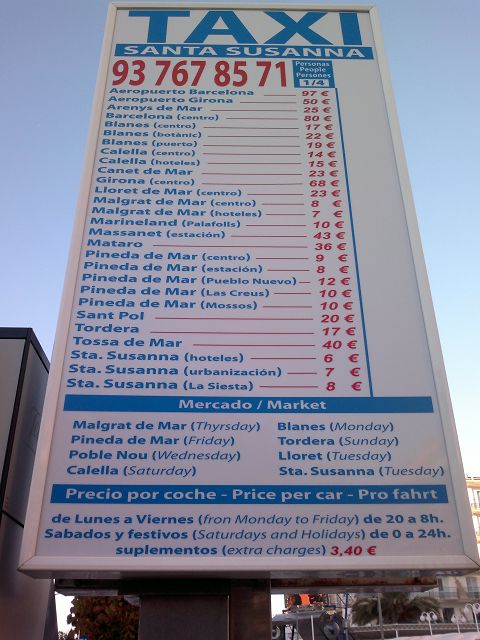 TAXI
SANTA SUSANNA
93 767 85 71 Personas People Persones 1/4
Aeropuerto Barcelona 97 €
Aeropuerto Girona 50 €
Arenys de Mar 25 €
Barcelona (centro) 80 €
Blanes (centro) 17 €
Blanes (botànic) 22 €
Blanes (puerto) 19 €
Calella (centro) 14 €
Calella (hoteles) 15 €
Canet de Mar 23 €
Girona (centro) 68 €
Lloret de Mar (centro) 23 €
Malgrat de Mar (centro) 8 €
Malgrat de Mar (hoteles) 7 €
Marineland (Palafolls) 10 €
Massanet (estación) 43 €
Mataro 36 €
Pineda de Mar (centro) 9 €
Pineda de Mar (estación) 8 €
Pineda de Mar (Pueblo Nuevo) 12 €
Pineda de Mar (Las Creus) 10 €
Pineda de Mar (Mossos) 10 €
Sant Pol 20 €
Tordera 17 €
Tossa de Mar 40 €
Sta. Susanna (hoteles) 6 €
Sta. Susanna (urbanización) 7 €
Sta. Susanna (La Siesta) 8 €
Mercado / Market
Malgrat de Mar (Thyrsday) Blanes (Monday)
Pineda de Mar (Friday) Tordera (Sunday)
Poble Nou (Wednesday) Lloret (Tuesday)
Calella (Saturday) Sta. Susanna (Tuesday)
Precio por coche - Price per car - Pro fahrt
de Lunes a Viernes (fron Monday to Friday) de 20 a 8h.
Sabados y festivos (Saturdays and Holidays) de 0 a 24h.
suplementos (extra charges) 3,40 €